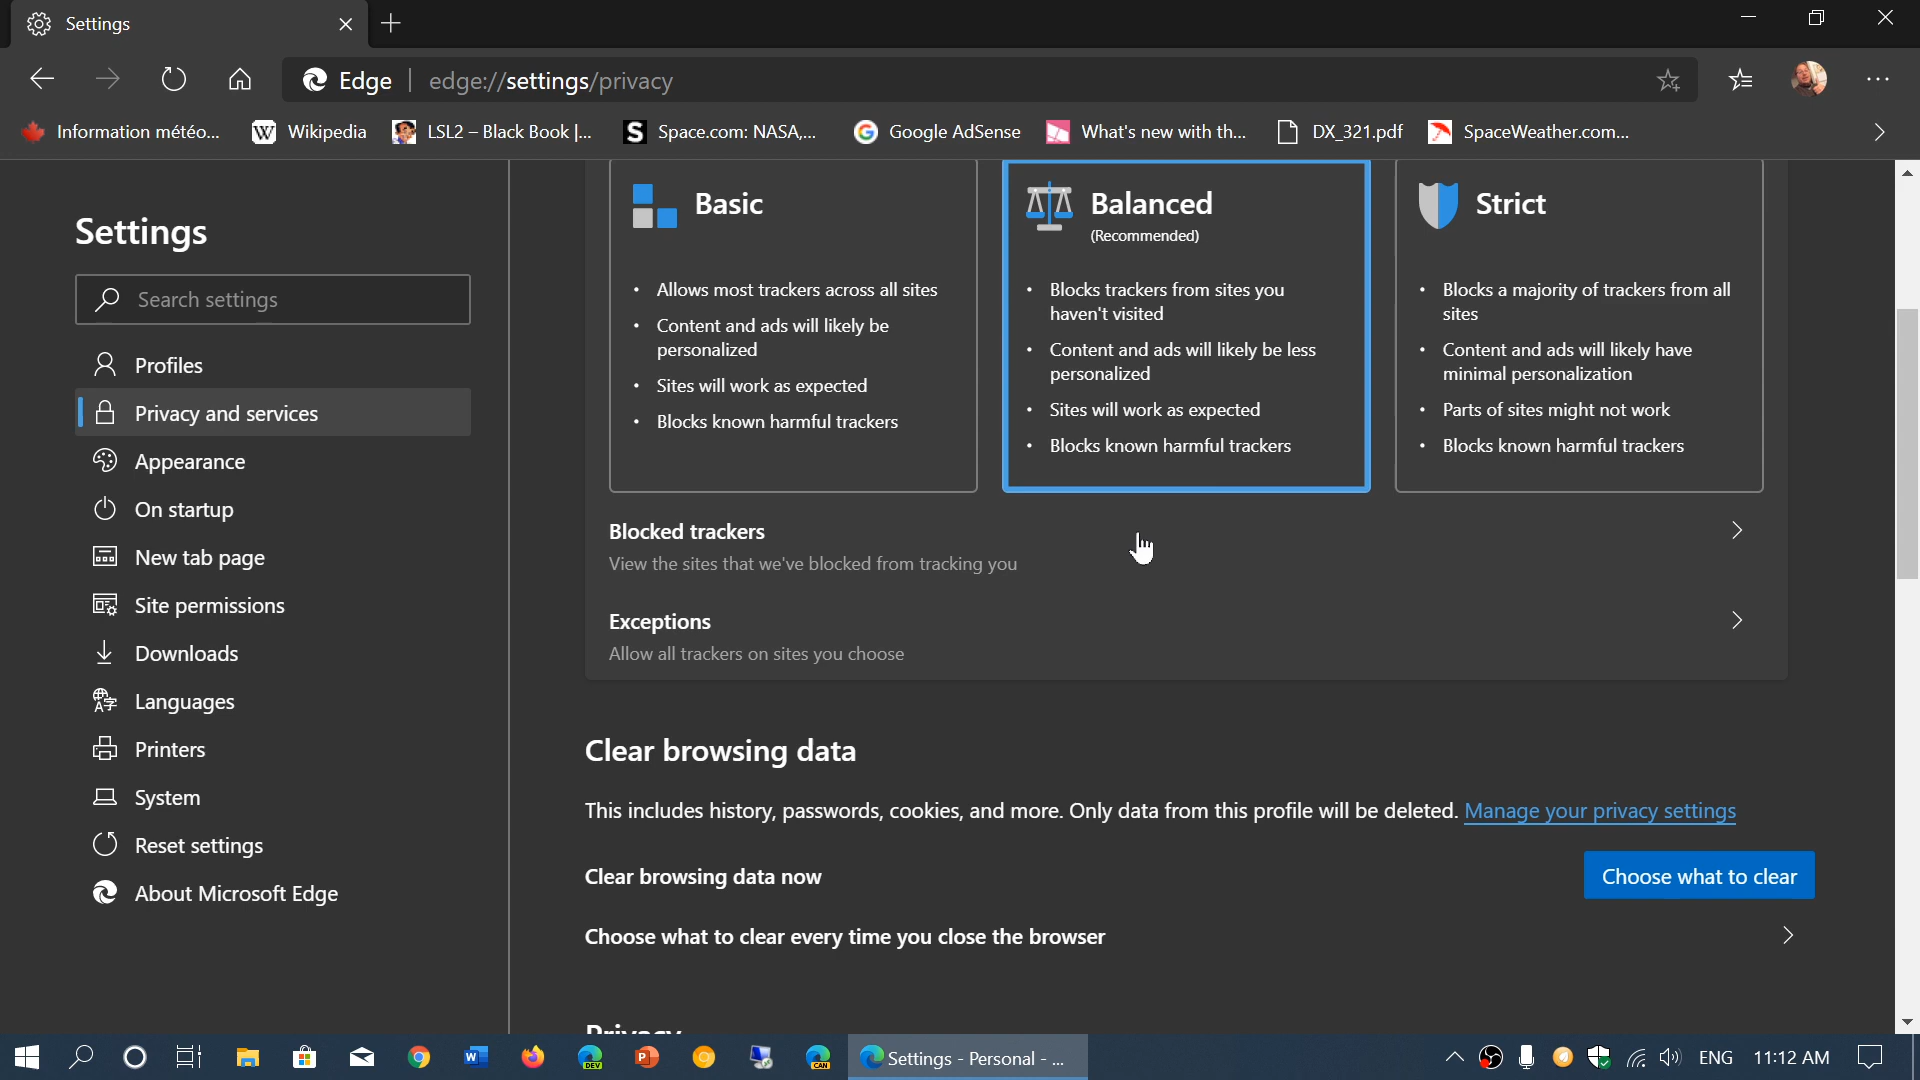 Settings
Edge
edge://settings/privacy
Information météo...
Wikipedia
LSL2 – Black Book |...
Space.com: NASA,...
Google AdSense
What's new with th...
DX_321.pdf
SpaceWeather.com...
Settings
Search settings
Profiles
Privacy and services
Appearance
On startup
New tab page
Site permissions
Downloads
Languages
Printers
System
Reset settings
About Microsoft Edge
Basic
• Allows most trackers across all sites
• Content and ads will likely be
personalized
• Sites will work as expected
• Blocks known harmful trackers
Balanced
(Recommended)
• Blocks trackers from sites you
haven't visited
• Content and ads will likely be less
personalized
• Sites will work as expected
• Blocks known harmful trackers
Strict
• Blocks a majority of trackers from all
sites
• Content and ads will likely have
minimal personalization
• Parts of sites might not work
• Blocks known harmful trackers
Blocked trackers
View the sites that we've blocked from tracking you
Exceptions
Allow all trackers on sites you choose
Clear browsing data
This includes history, passwords, cookies, and more. Only data from this profile will be deleted. Manage your privacy settings
Clear browsing data now
Choose what to clear
Choose what to clear every time you close the browser
Privacy
DEV
CAN
Settings - Personal - ...
ENG
11:12 AM